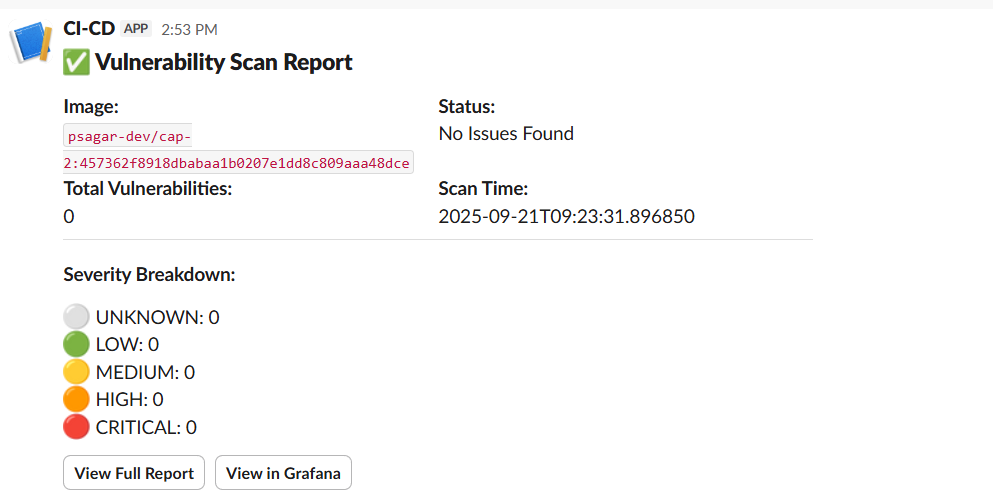 CI-CD APP 2:53 PM
Vulnerability Scan Report
Image:
psagar-dev/cap-
2:457362f8918dbabaa1b0207e1dd8c809aaa48dce
Status:
No Issues Found
Total Vulnerabilities:
0
Scan Time:
2025-09-21T09:23:31.896850
Severity Breakdown:
UNKNOWN: 0
LOW: 0
MEDIUM: 0
HIGH: 0
CRITICAL: 0
View Full Report
View in Grafana